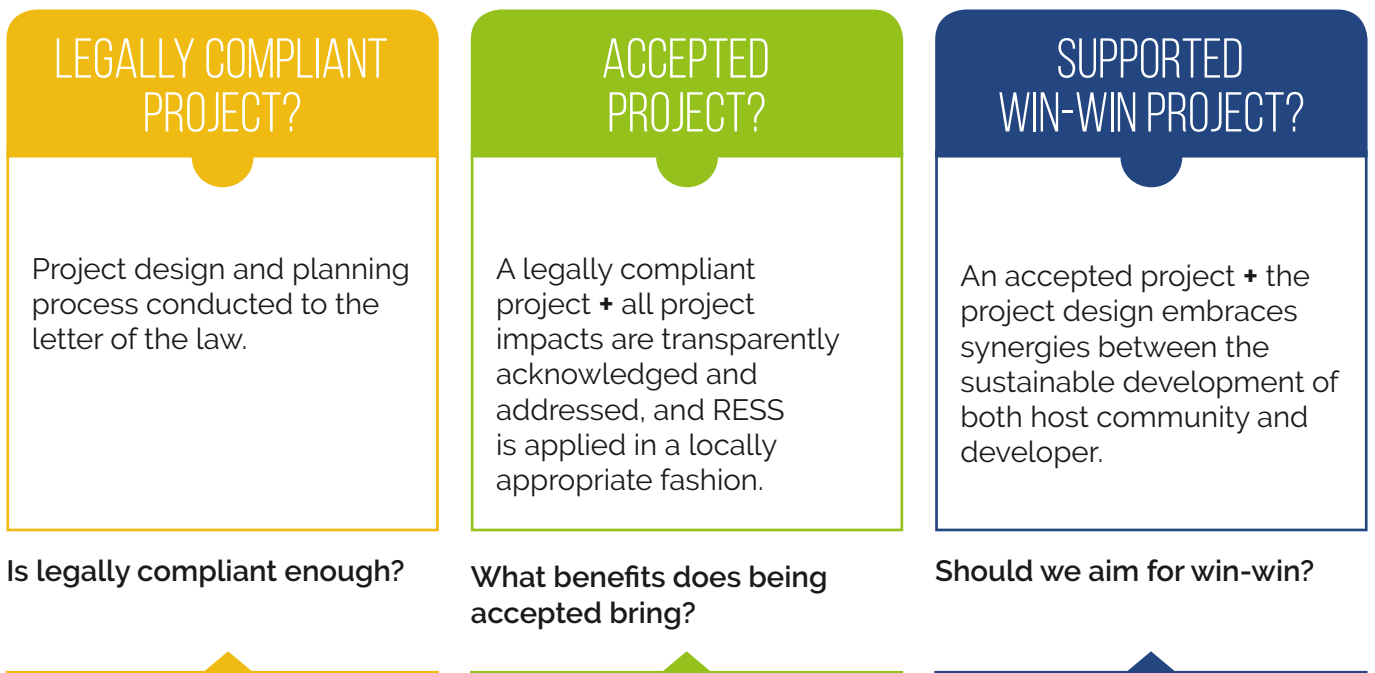 LEGALLY COMPLIANT
PROJECT?
Project design and planning
process conducted to the
letter of the law.
Is legally compliant enough?
ACCEPTED
PROJECT?
A legally compliant
project + all project
impacts are transparently
acknowledged and
addressed, and RESS
is applied in a locally
appropriate fashion.
What benefits does being
accepted bring?
SUPPORTED
WIN-WIN PROJECT?
An accepted project + the
project design embraces
synergies between the
sustainable development of
both host community and
developer.
Should we aim for win-win?